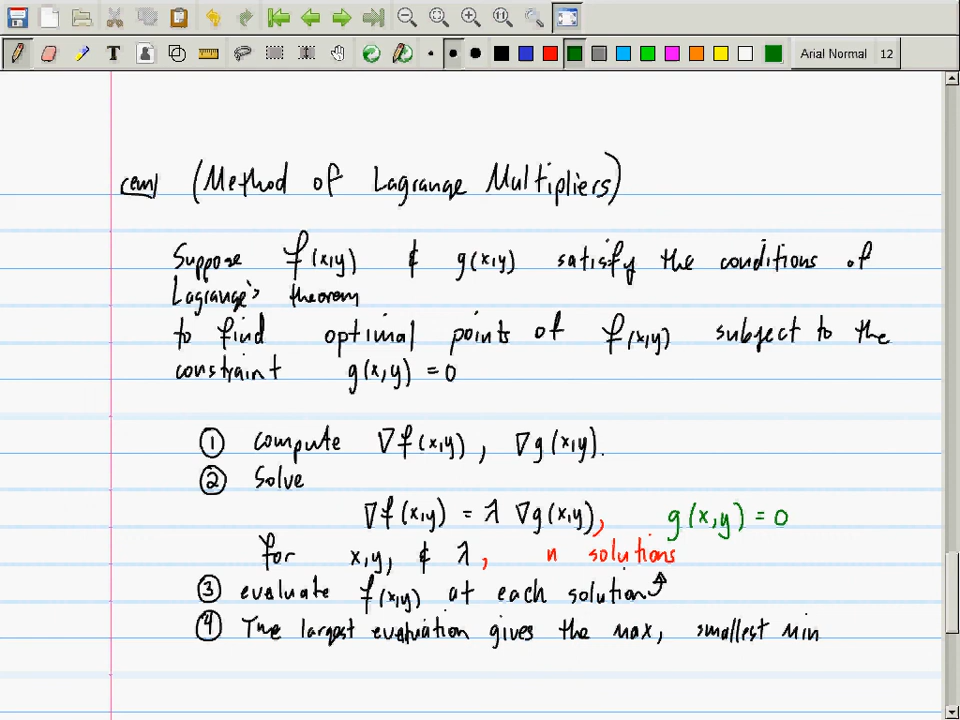 Arial Normal 12
(Method of Lagrange Multipliers)
Suppose f(x,y) & g(x,y) satisfy the conditions of
Lagrange's theorem
to find optimal points of f(x,y) subject to the
constraint g(x,y) = 0
① compute ∇f(x,y), ∇g(x,y).
② Solve
∇f(x,y) = λ ∇g(x,y), g(x,y) = 0
for x,y, & λ, n solutions
③ evaluate f(x,y) at each solution
④ The largest evaluation gives the max, smallest min